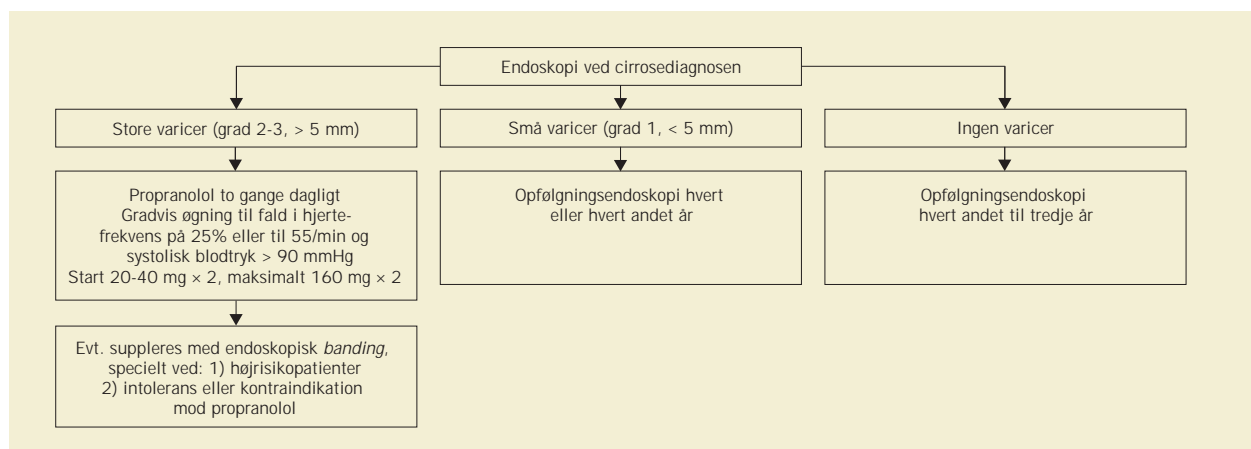 Endoskopi ved cirrosediagnosen
Store varicer (grad 2-3, > 5 mm)
Små varicer (grad 1, < 5 mm)
Ingen varicer
Propranolol to gange dagligt
Gradvis øgning til fald i hjerte-
frekvens på 25% eller til 55/min og
systolisk blodtryk > 90 mmHg
Start 20-40 mg × 2, maksimalt 160 mg × 2
Opfølgningsendoskopi hvert
eller hvert andet år
Opfølgningsendoskopi
hvert andet til tredje år
Evt. suppleres med endoskopisk banding,
specielt ved: 1) højrisikopatienter
2) intolerans eller kontraindikation
mod propranolol